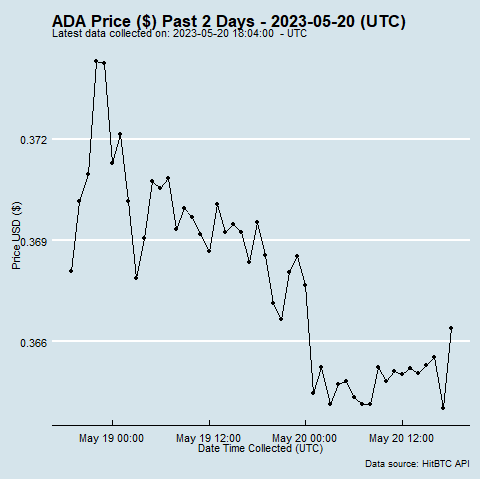 ADA Price ($) Past 2 Days - 2023-05-20 (UTC)
Latest data collected on: 2023-05-20 18:04:00 - UTC
0.372
0.369
0.366
Price USD ($)
May 19 00:00
May 19 12:00
May 20 00:00
May 20 12:00
Date Time Collected (UTC)
Data source: HitBTC API